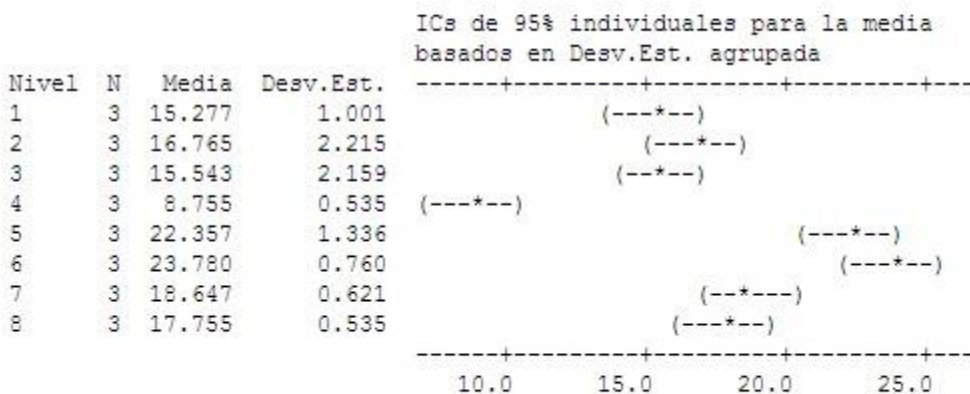 ICs de 95% individuales para la media
                                 basados en Desv.Est. agrupada
Nivel  N   Media  Desv.Est.  ------+---------+---------+---------+---
1      3  15.277      1.001               (---*--)
2      3  16.765      2.215                  (---*--)
3      3  15.543      2.159                (--*--)
4      3   8.755      0.535  (---*--)
5      3  22.357      1.336                             (---*--)
6      3  23.780      0.760                                (---*--)
7      3  18.647      0.621                      (--*---)
8      3  17.755      0.535                    (---*--)
                             ------+---------+---------+---------+---
                                10.0      15.0      20.0      25.0